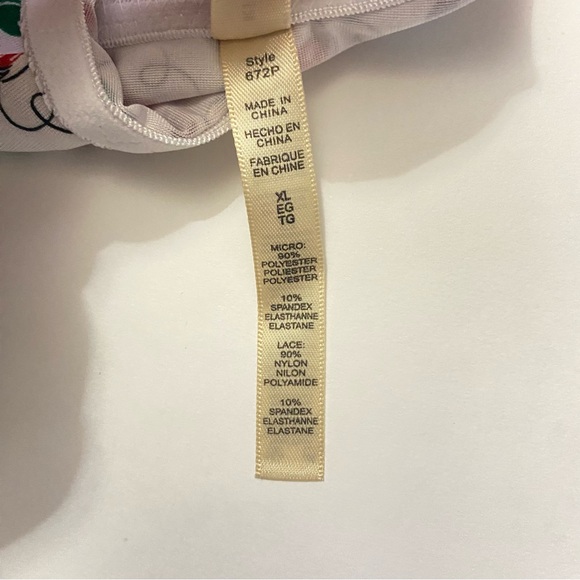 Style
672P
MADE IN
CHINA
HECHO EN
CHINA
FABRIQUE
EN CHINE
XL
EG
TG
MICRO:
90%
POLYESTER
POLIESTER
POLYESTER
10%
SPANDEX
ELASTHANNE
ELASTANE
LACE:
90%
NYLON
NILON
POLYAMIDE
10%
SPANDEX
ELASTHANNE
ELASTANE